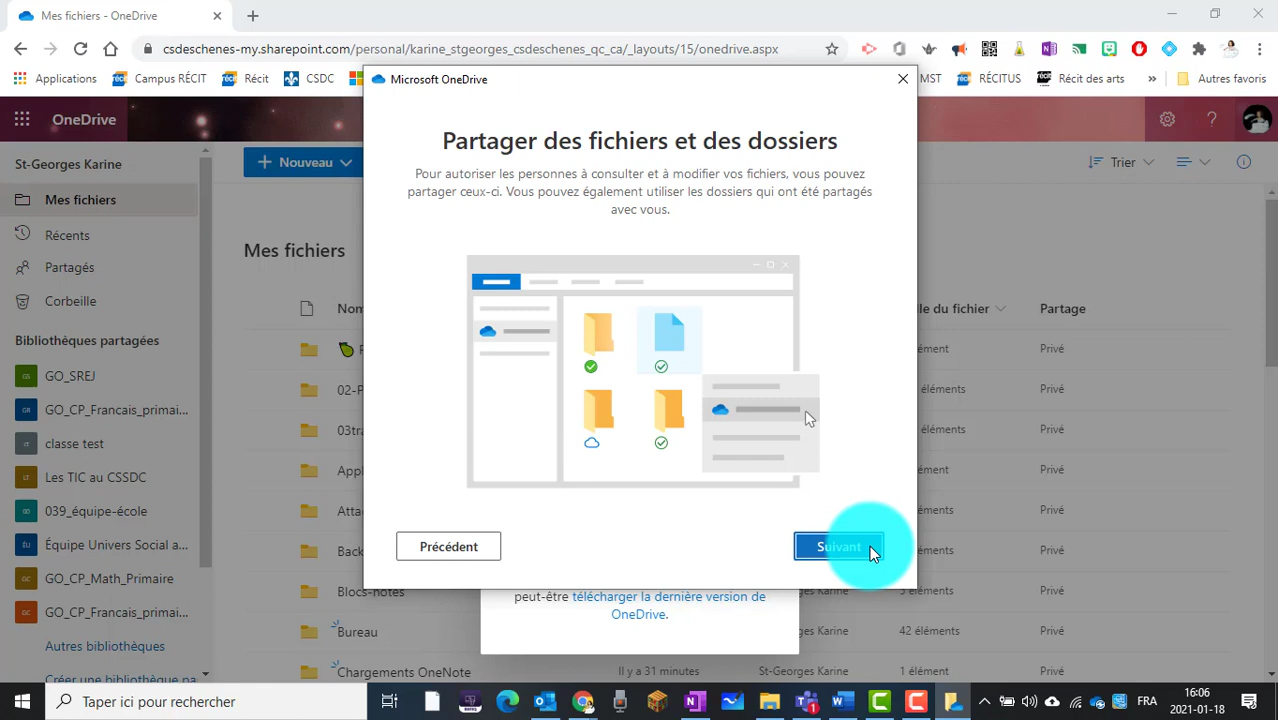 Mes fichiers - OneDrive
csdeschenes-my.sharepoint.com/personal/karine_stgeorges_csdeschenes_qc_ca/_layouts/15/onedrive.aspx
Applications
Campus RÉCIT
Récit
CSDC
MST
RÉCITUS
Récit des arts
»
Autres favoris
Microsoft OneDrive
OneDrive
St-Georges Karine
Mes fichiers
Récents
Partagés
Corbeille
Bibliothèques partagées
GO_SREJ
GO_CP_Francais_primai...
classe test
Les TIC au CSSDC
039_équipe-école
Équipe Univers Social a...
GO_CP_Math_Primaire
GO_CP_Francais_primai...
Autres bibliothèques
+ Nouveau
Trier
Mes fichiers
Partager des fichiers et des dossiers
Pour autoriser les personnes à consulter et à modifier vos fichiers, vous pouvez
partager ceux-ci. Vous pouvez également utiliser les dossiers qui ont été partagés
avec vous.
Précédent
Suivant
du fichier
Partage
Privé
Privé
Privé
Privé
Privé
Privé
Privé
Blocs-notes
Privé
Bureau
St-Georges Karine
42 éléments
Privé
Chargements OneNote
Il y a 31 minutes
St-Georges Karine
1 élément
Privé
peut-être télécharger la dernière version de
OneDrive.
Taper ici pour rechercher
FRA
16:06
2021-01-18